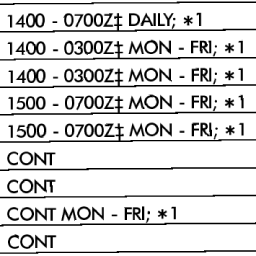 1400 - 0700Z‡ DAILY; *1
1400 - 0300Z‡ MON - FRI; *1
1400 - 0300Z‡ MON - FRI; *1
1500 - 0700Z‡ MON - FRI; *1
1500 - 0700Z‡ MON - FRI; *1
CONT
CONT
CONT MON - FRI; *1
CONT